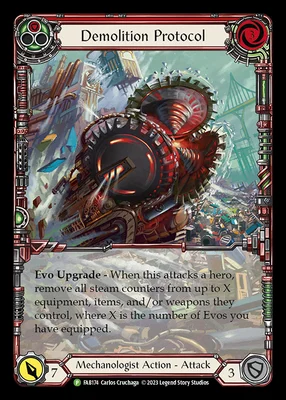 Demolition Protocol
Evo Upgrade - When this attacks a hero,
remove all steam counters from up to X
equipment, items, and/or weapons they
control, where X is the number of Evos you
have equipped.
7
Mechanologist Action - Attack
3
P FAB174 Carlos Cruchaga ©2023 Legend Story Studios